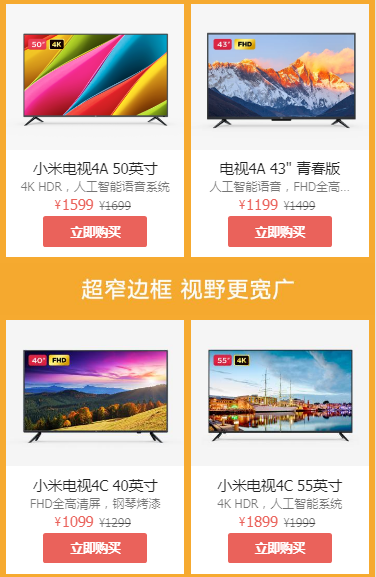 50" 4K
43" FHD
小米电视4A 50英寸
电视4A 43" 青春版
4K HDR，人工智能语音系统
人工智能语音，FHD全高...
¥1599 ¥1699
¥1199 ¥1499
立即购买
立即购买
超窄边框 视野更宽广
40" FHD
55" 4K
小米电视4C 40英寸
小米电视4C 55英寸
FHD全高清屏，钢琴烤漆
4K HDR，人工智能系统
¥1099 ¥1299
¥1899 ¥1999
立即购买
立即购买